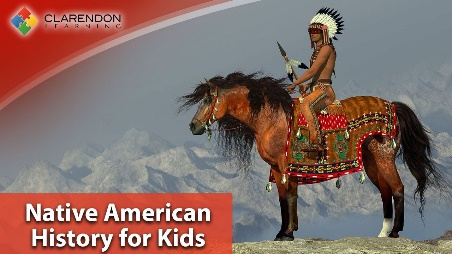 CLARENDON
LEARNING
Native American
History for Kids